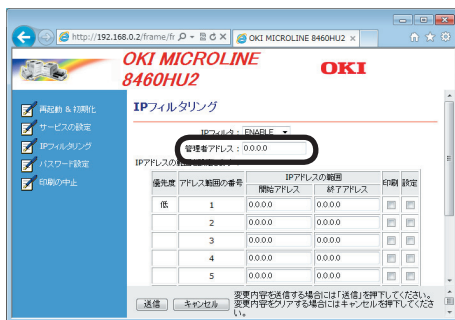 http://192.168.0.2/frame/fr
OKI MICROLINE 8460HU2
OKI MICROLINE
8460HU2
OKI
再起動 & 初期化
サービスの設定
IPフィルタリング
パスワード設定
印刷の中止
IPフィルタリング
IPフィルタ: ENABLE
管理者アドレス: 0.0.0.0
IPアドレスの
優先度 アドレス範囲の番号 IPアドレスの範囲 印刷 設定
開始アドレス 終了アドレス
低 1 0.0.0.0 0.0.0.0
2 0.0.0.0 0.0.0.0
3 0.0.0.0 0.0.0.0
4 0.0.0.0 0.0.0.0
5 0.0.0.0 0.0.0.0
送信 キャンセル 変更内容を送信する場合には「送信」を押下してください。
変更内容をクリアする場合にはキャンセルを押下してくださ
い。